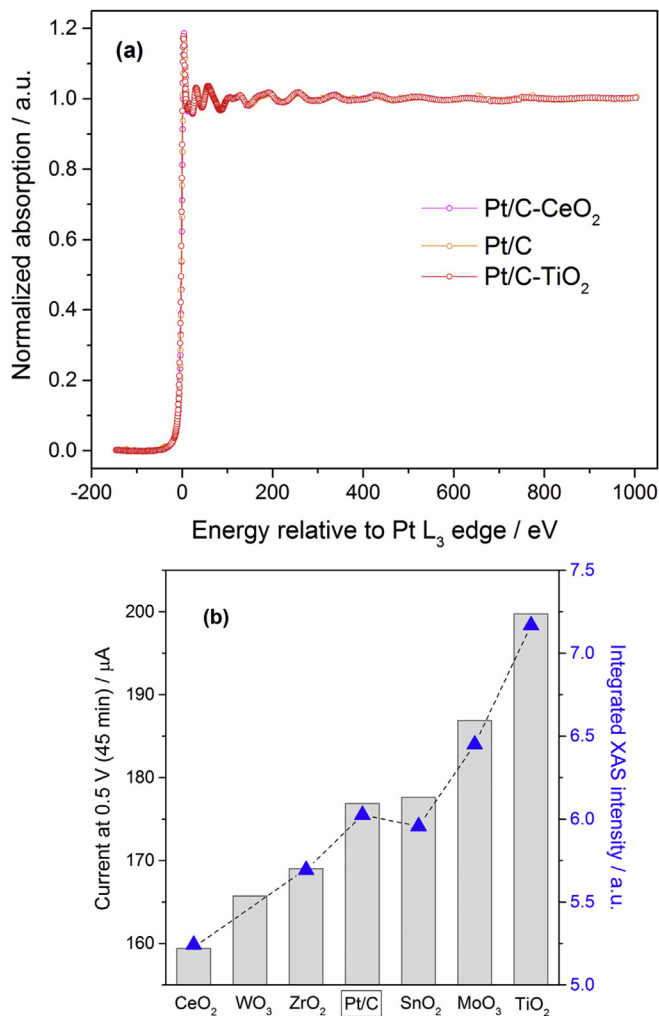 (a)
1.2
1.0
0.8
0.6
0.4
0.2
0.0
Normalized absorption / a.u.
Pt/C-CeO₂
Pt/C
Pt/C-TiO₂
-200 0 200 400 600 800 1000
Energy relative to Pt L₃ edge / eV
(b)
200
190
180
170
160
Current at 0.5 V (45 min) / µA
7.5
7.0
6.5
6.0
5.5
5.0
Integrated XAS intensity / a.u.
CeO₂ WO₃ ZrO₂ Pt/C SnO₂ MoO₃ TiO₂